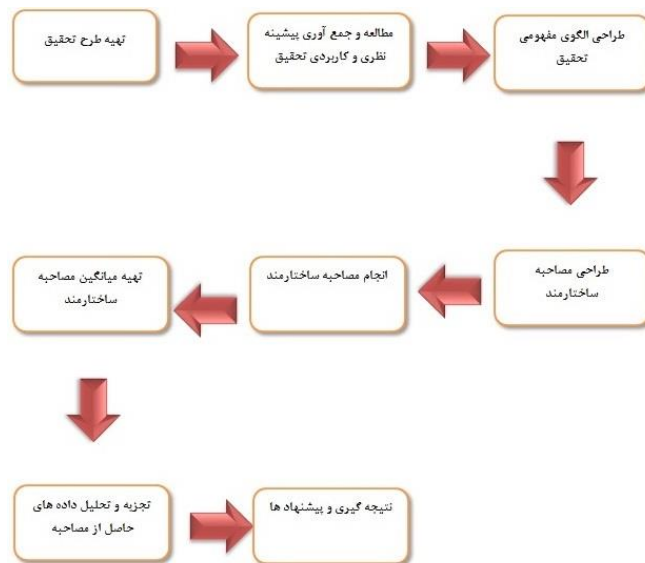 تهیه طرح تحقیق
مطالعه و جمع آوری پیشینه
نظری و کاربردی تحقیق
طراحی الگوی مفهومی
تحقیق
طراحی مصاحبه
ساختارمند
انجام مصاحبه ساختارمند
تهیه میانگین مصاحبه
ساختارمند
تجزیه و تحلیل داده های
حاصل از مصاحبه
نتیجه گیری و پیشنهاد ها